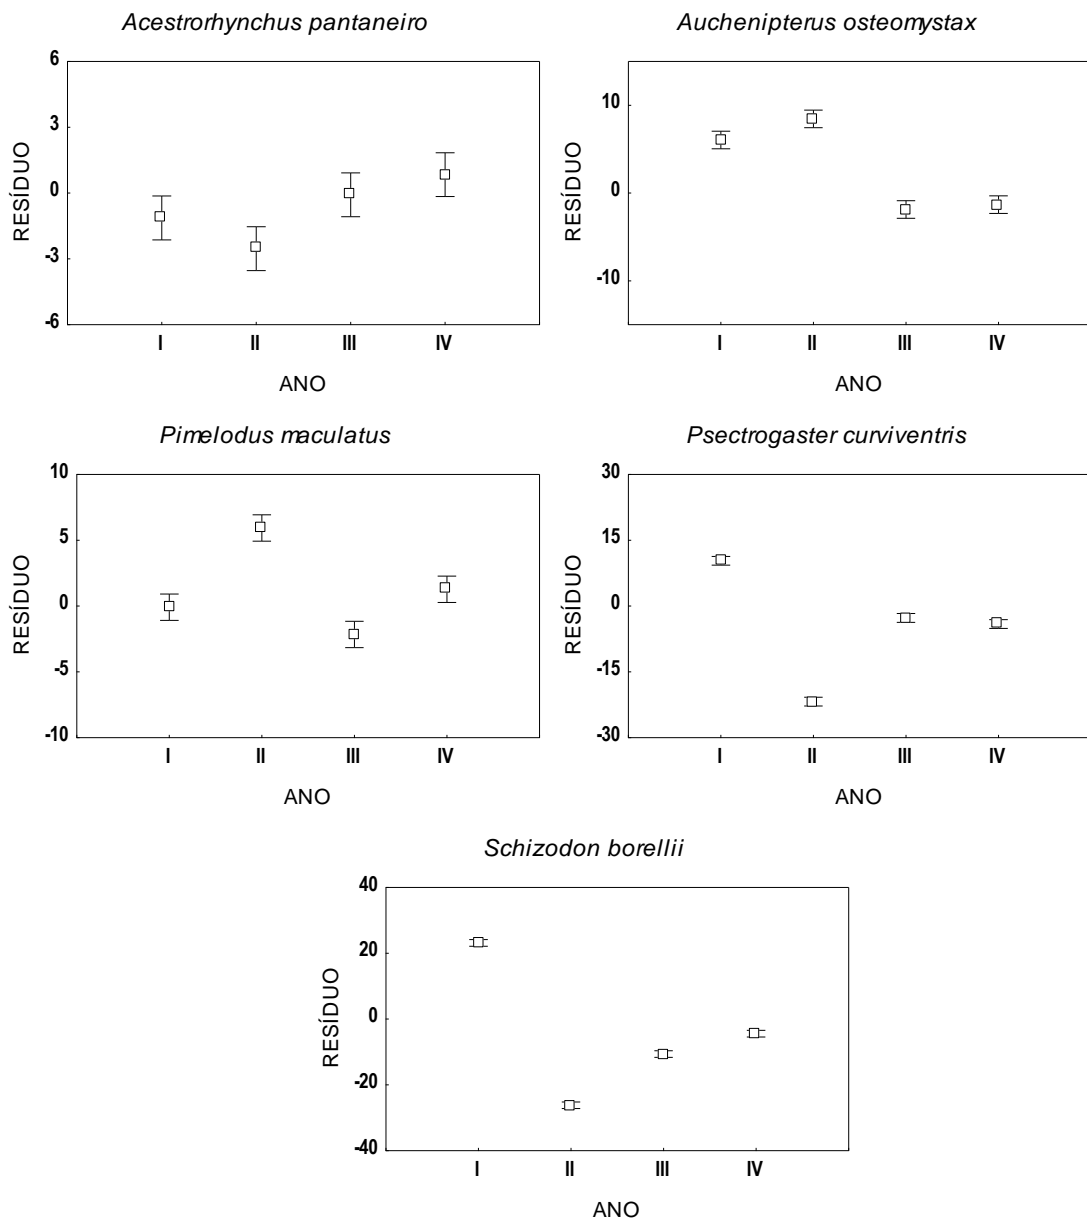 Acestrorhynchus pantaneiro
Auchenipterus osteomystax
6
3
0
-3
-6
RESÍDUO
I II III IV
ANO
10
0
-10
RESÍDUO
I II III IV
ANO
Pimelodus maculatus
Psectrogaster curviventris
10
5
0
-5
-10
RESÍDUO
I II III IV
ANO
30
15
0
-15
-30
RESÍDUO
I II III IV
ANO
Schizodon borellii
40
20
0
-20
-40
RESÍDUO
I II III IV
ANO